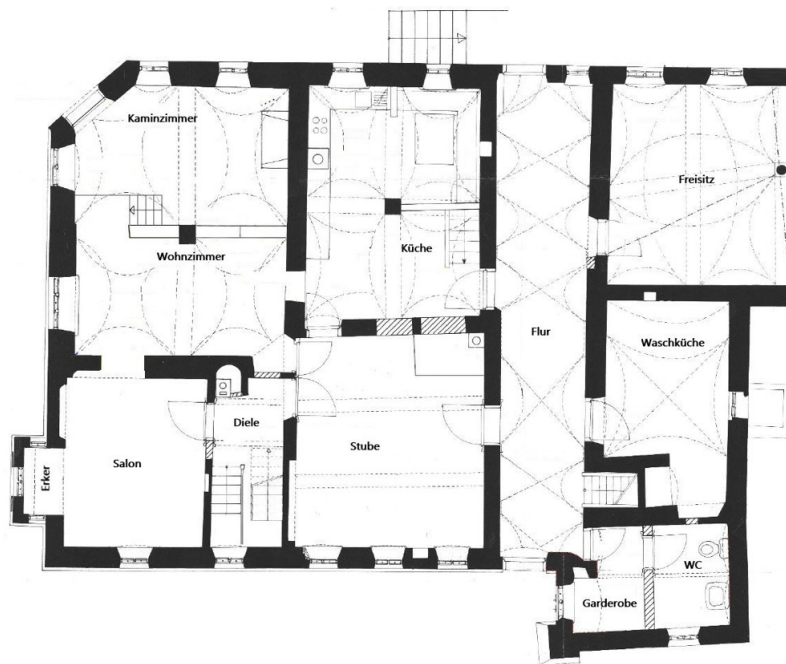 Kaminzimmer
Freisitz
Küche
Wohnzimmer
Flur
Waschküche
Diele
Stube
Salon
Erker
WC
Garderobe